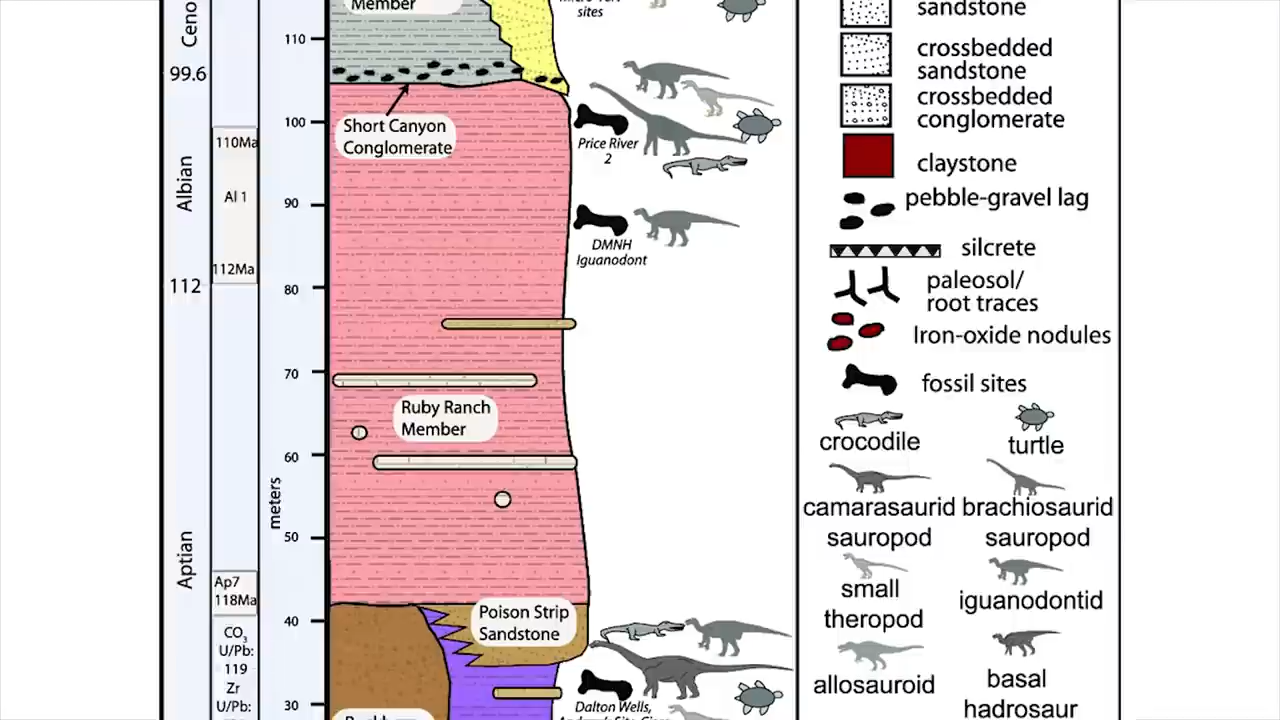 Member
sites
Ceno
99.6
Albian
112
Aptian
110Ma
Al 1
112Ma
Ap7
118Ma
CO3
U/Pb:
119
Zr
U/Pb:
meters
110
100
90
80
70
60
50
40
30
Short Canyon
Conglomerate
Ruby Ranch
Member
Poison Strip
Sandstone
Price River
2
DMNH
Iguanodont
Dalton Wells,
sandstone
crossbedded
sandstone
crossbedded
conglomerate
claystone
pebble-gravel lag
silcrete
paleosol/
root traces
Iron-oxide nodules
fossil sites
crocodile
turtle
camarasaurid
sauropod
brachiosaurid
sauropod
small
theropod
iguanodontid
allosauroid
basal
hadrosaur